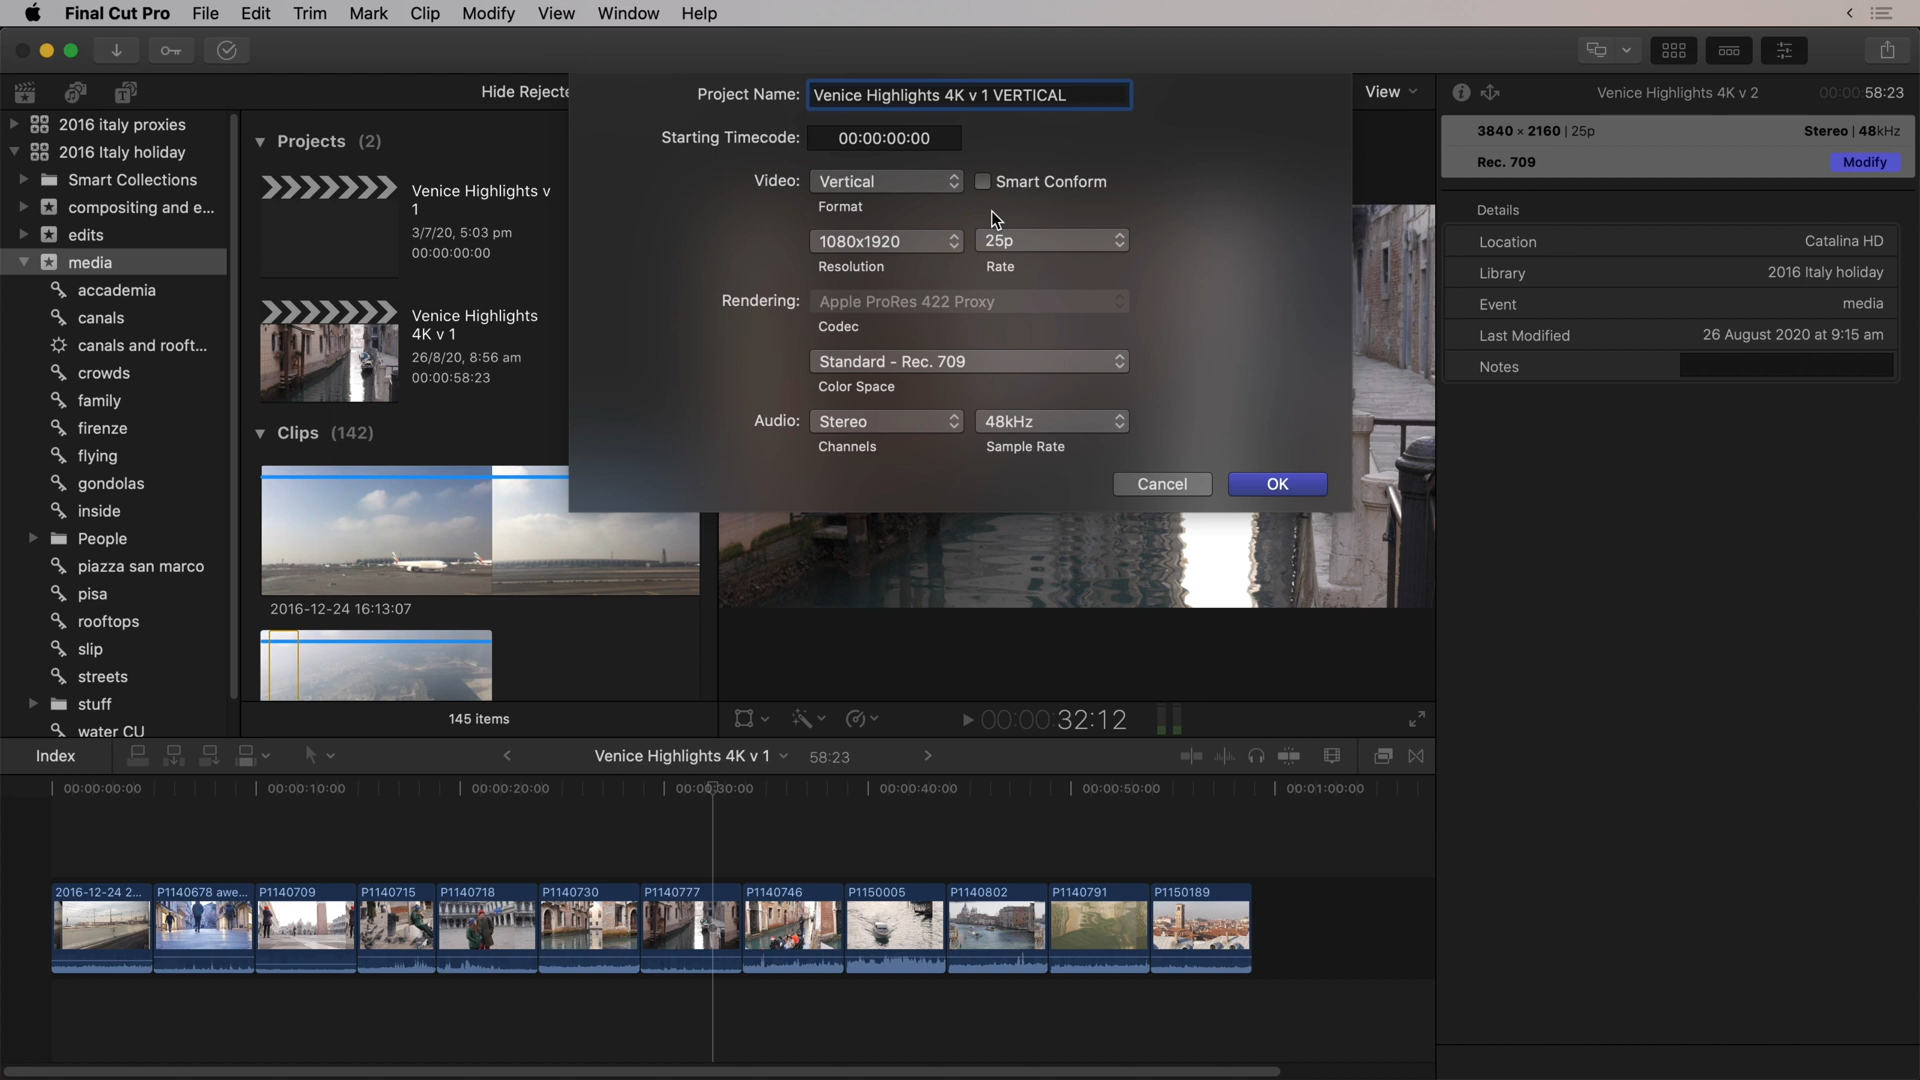 Final Cut Pro File Edit Trim Mark Clip Modify View Window Help
Hide Rejecte
View
Venice Highlights 4K v 2 00:00:58:23
Project Name: Venice Highlights 4K v 1 VERTICAL
Starting Timecode: 00:00:00:00
Video: Vertical Smart Conform
Format
1080x1920 25p
Resolution Rate
Rendering: Apple ProRes 422 Proxy
Codec
Standard - Rec. 709
Color Space
Audio: Stereo 48kHz
Channels Sample Rate
Cancel OK
2016 italy proxies
2016 Italy holiday
Smart Collections
compositing and e...
edits
media
accademia
canals
canals and rooft...
crowds
family
firenze
flying
gondolas
inside
People
piazza san marco
pisa
rooftops
slip
streets
stuff
water CU
Projects (2)
Venice Highlights v
1
3/7/20, 5:03 pm
00:00:00:00
Venice Highlights
4K v 1
26/8/20, 8:56 am
00:00:58:23
Clips (142)
2016-12-24 16:13:07
145 items
3840 × 2160 | 25p Stereo | 48kHz
Rec. 709 Modify
Details
Location Catalina HD
Library 2016 Italy holiday
Event media
Last Modified 26 August 2020 at 9:15 am
Notes
00:00:32:12
Index
Venice Highlights 4K v 1 58:23
00:00:00:00 00:00:10:00 00:00:20:00 00:00:30:00 00:00:40:00 00:00:50:00 00:01:00:00
2016-12-24 2... P1140678 awe... P1140709 P1140715 P1140718 P1140730 P1140777 P1140746 P1150005 P1140802 P1140791 P1150189